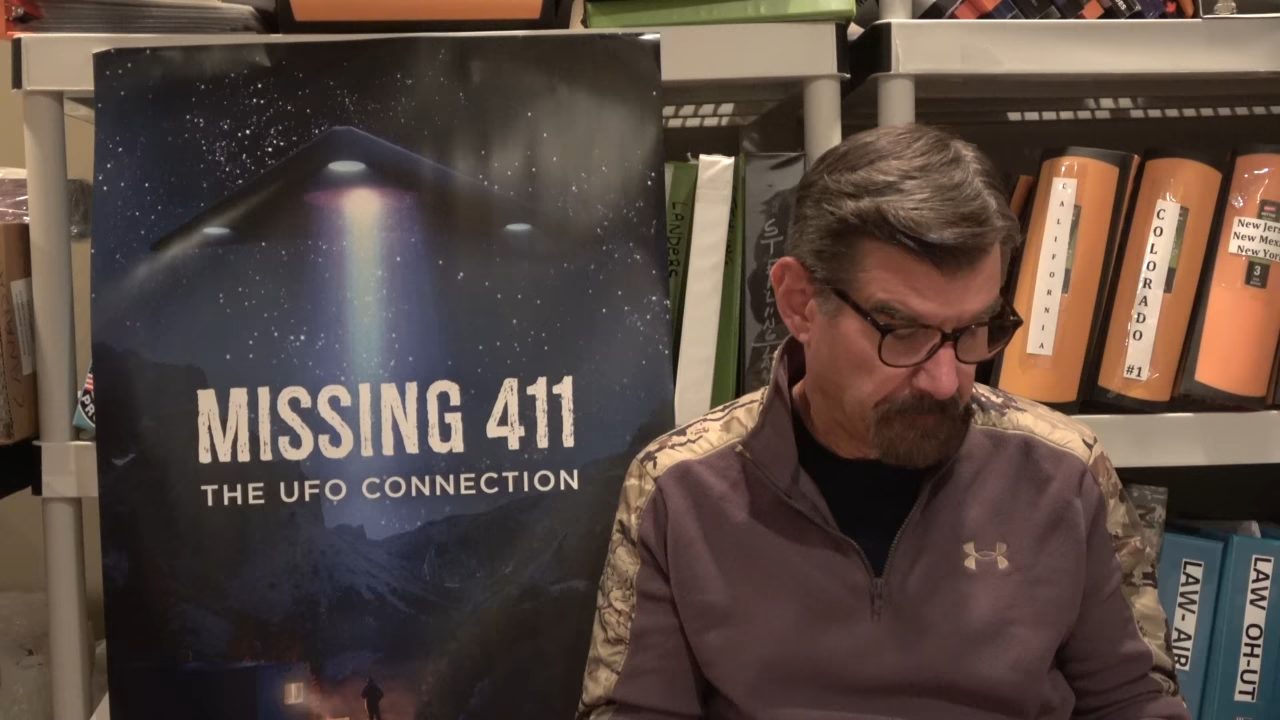 MISSING 411
THE UFO CONNECTION
LANDERS
CALIFORNIA
COLORADO
#1
New Jers
New Mexi
New York
3
LAW- AIR
LAW OH-UT